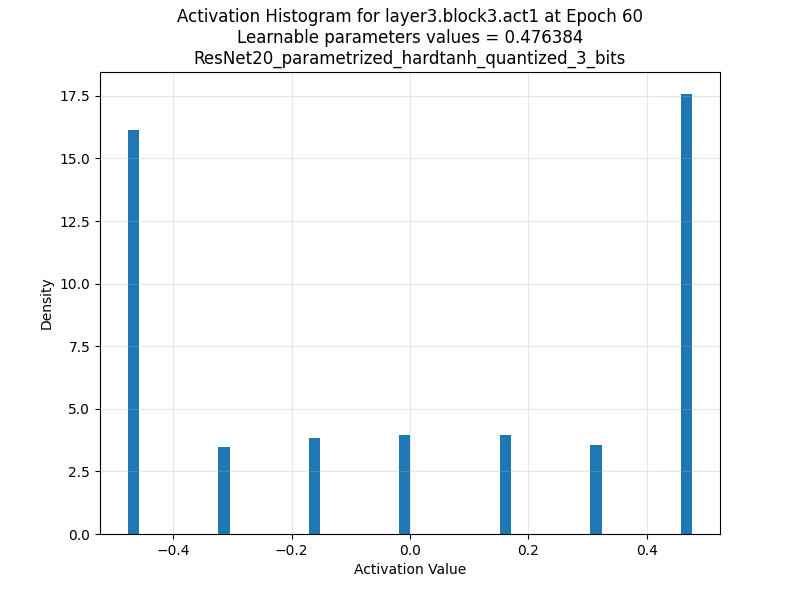 Activation Histogram for layer3.block3.act1 at Epoch 60
Learnable parameters values = 0.476384
ResNet20_parametrized_hardtanh_quantized_3_bits
17.5
15.0
12.5
10.0
7.5
5.0
2.5
0.0
Density
−0.4 −0.2 0.0 0.2 0.4
Activation Value